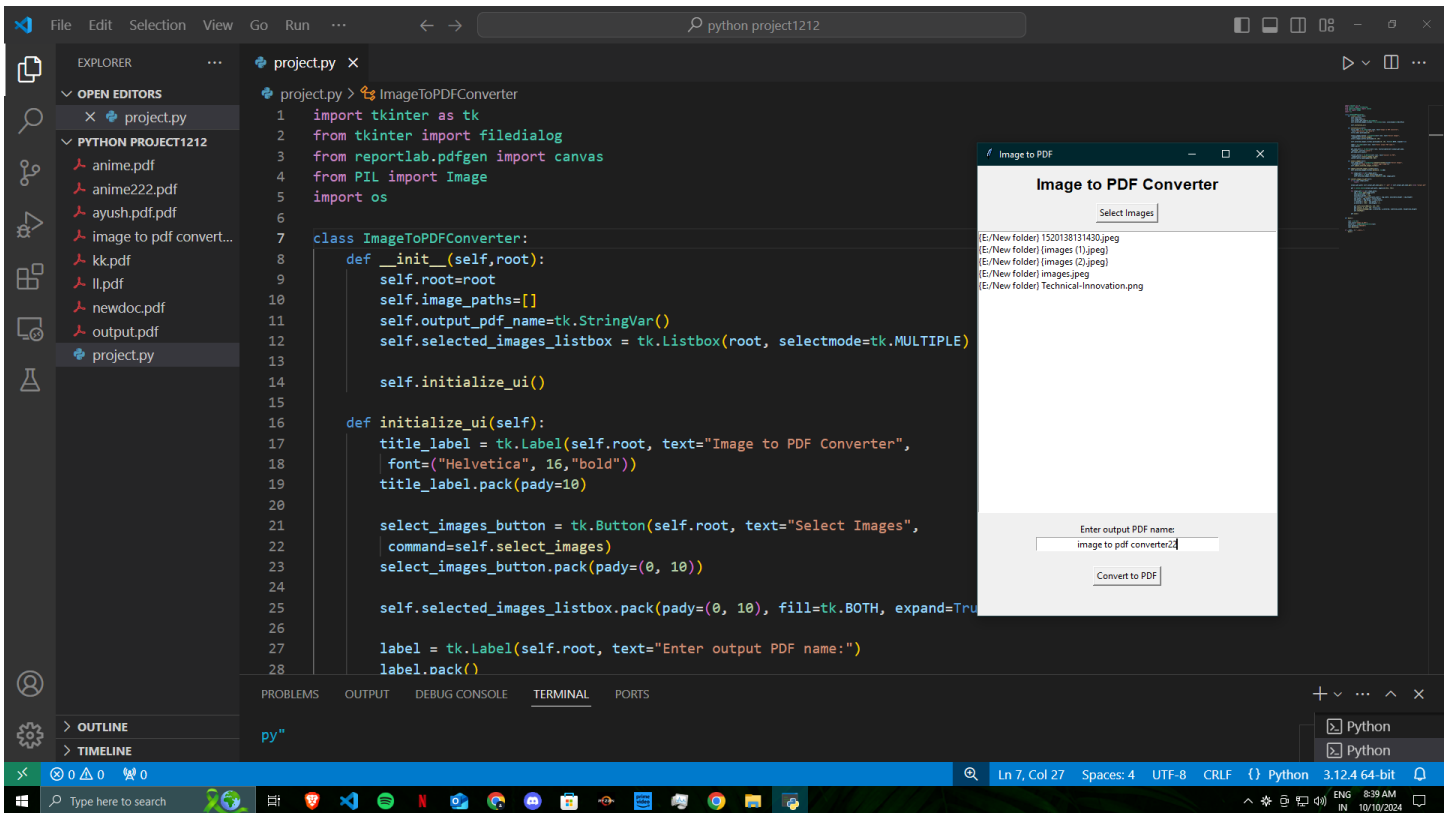 File Edit Selection View Go Run ··· python project1212
EXPLORER ···
OPEN EDITORS
project.py
PYTHON PROJECT1212
anime.pdf
anime222.pdf
ayush.pdf.pdf
image to pdf convert...
kk.pdf
ll.pdf
newdoc.pdf
output.pdf
project.py
OUTLINE
TIMELINE
project.py
project.py > ImageToPDFConverter
1 import tkinter as tk
2 from tkinter import filedialog
3 from reportlab.pdfgen import canvas
4 from PIL import Image
5 import os
6
7 class ImageToPDFConverter:
8 def __init__(self,root):
9 self.root=root
10 self.image_paths=[]
11 self.output_pdf_name=tk.StringVar()
12 self.selected_images_listbox = tk.Listbox(root, selectmode=tk.MULTIPLE)
13
14 self.initialize_ui()
15
16 def initialize_ui(self):
17 title_label = tk.Label(self.root, text="Image to PDF Converter",
18 font=("Helvetica", 16,"bold"))
19 title_label.pack(pady=10)
20
21 select_images_button = tk.Button(self.root, text="Select Images",
22 command=self.select_images)
23 select_images_button.pack(pady=(0, 10))
24
25 self.selected_images_listbox.pack(pady=(0, 10), fill=tk.BOTH, expand=Tru
26
27 label = tk.Label(self.root, text="Enter output PDF name:")
28 label.pack()
Image to PDF
Image to PDF Converter
Select Images
{E:/New folder} 1520138131430.jpeg
{E:/New folder} {images (1).jpeg}
{E:/New folder} {images (2).jpeg}
{E:/New folder} images.jpeg
{E:/New folder} Technical-Innovation.png
Enter output PDF name:
image to pdf converter22
Convert to PDF
PROBLEMS OUTPUT DEBUG CONSOLE TERMINAL PORTS
py"
Python
Python
0 0 0 Ln 7, Col 27 Spaces: 4 UTF-8 CRLF {} Python 3.12.4 64-bit
Type here to search
prime video
ENG 8:39 AM
IN 10/10/2024